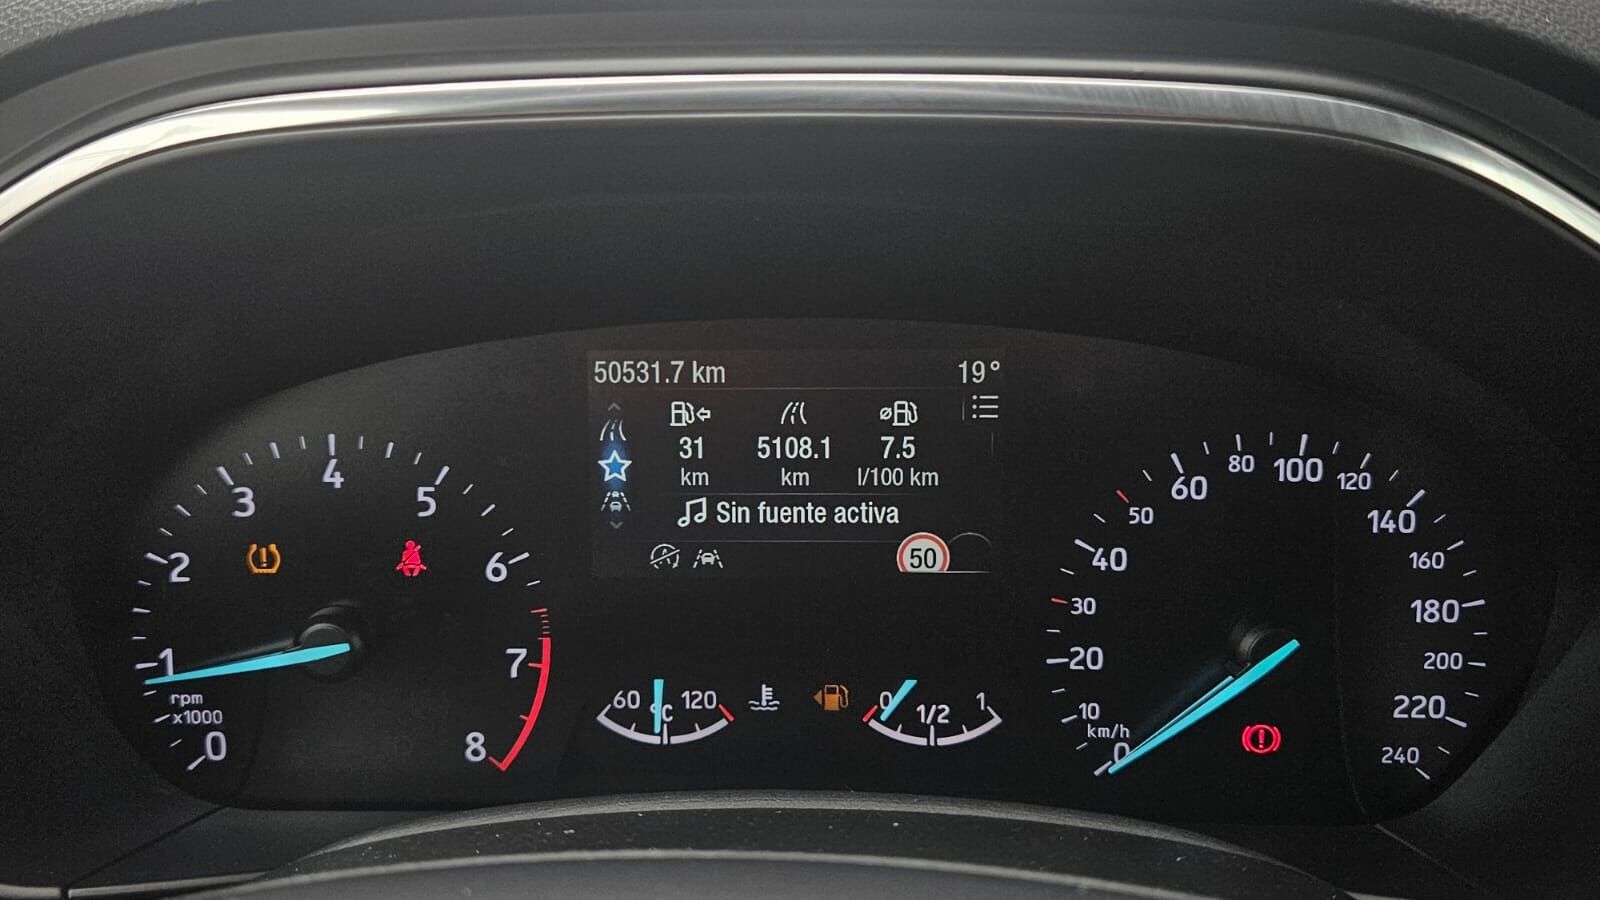 50531.7 km 19°
31 5108.1 7.5
km km l/100 km
Sin fuente activa
50
0 1 2 3 4 5 6 7 8
rpm
x1000
60 °C 120
0 1/2 1
0 10 20 30 40 50 60 80 100 120 140 160 180 200 220 240
km/h